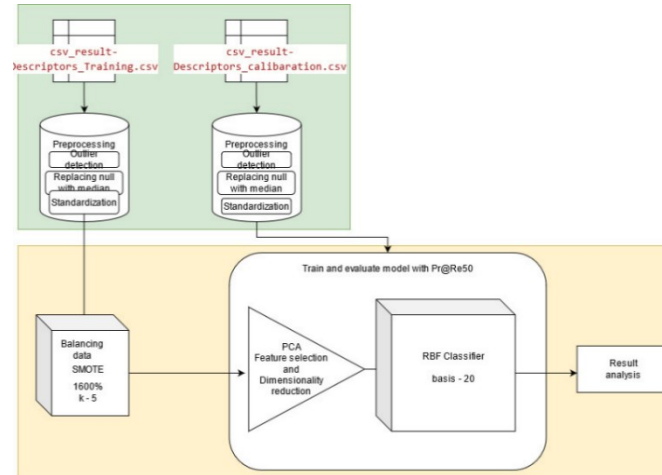 csv_result-
Descriptors_Training.csv
csv_result-
Descriptors_calibaration.csv
Preprocessing
Outlier
detection
Replacing null
with median
Standardization
Preprocessing
Outlier
detection
Replacing null
with median
Standardization
Train and evaluate model with Pr@Re50
Balancing
data
SMOTE
1600%
k - 5
PCA
Feature selection
and
Dimensionality
reduction
RBF Classifier
basis - 20
Result
analysis